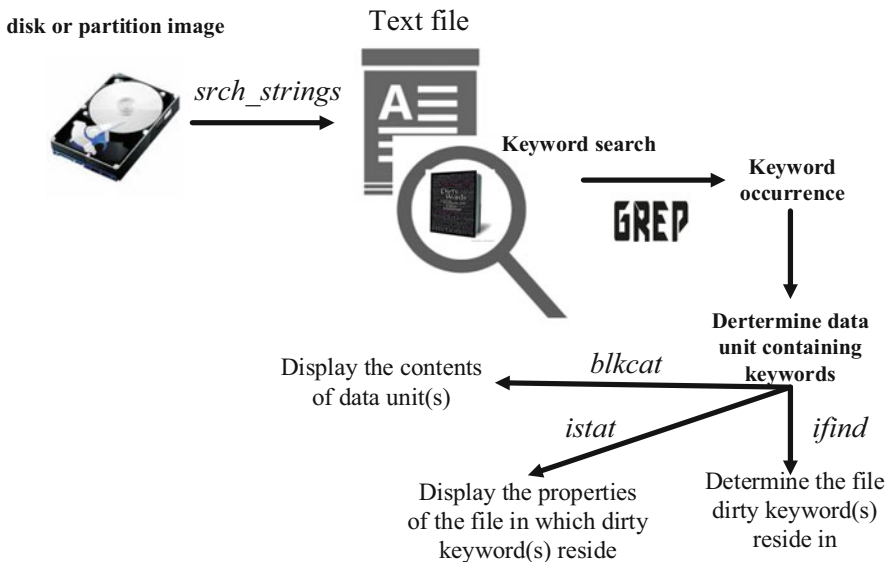 disk or partition image
Text file
srch_strings
A
Keyword search
Dirty
Words
GREP
Keyword
occurrence
Dertermine data
unit containing
keywords
Display the contents
of data unit(s)
blkcat
istat
ifind
Display the properties
of the file in which dirty
keyword(s) reside
Determine the file
dirty keyword(s)
reside in